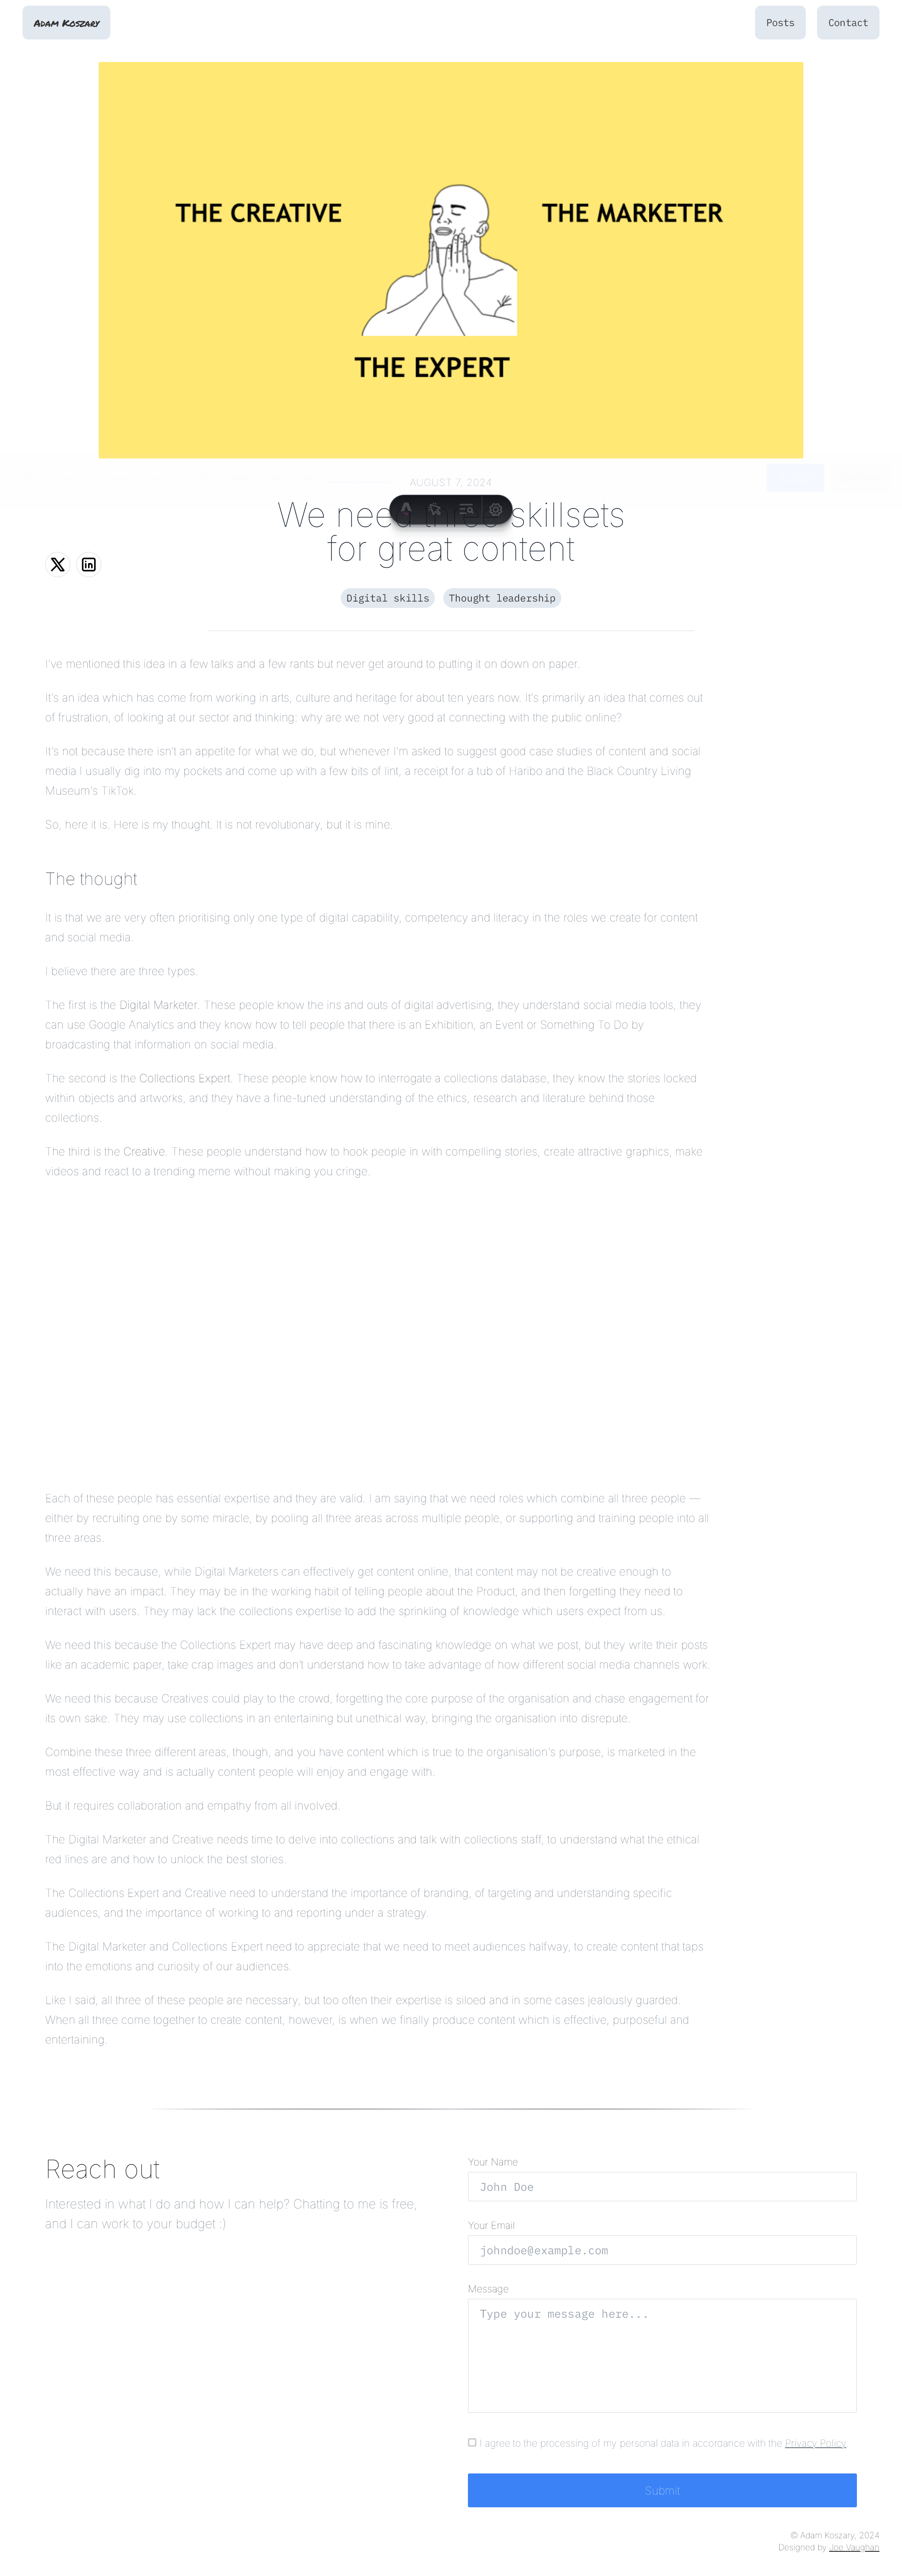 Adam Koszary
Posts
Contact
THE CREATIVE
THE MARKETER
THE EXPERT
AUGUST 7, 2024
We need three skillsets
for great content
Digital skills
Thought leadership
I've mentioned this idea in a few talks and a few rants but never get around to putting it on down on paper.
It's an idea which has come from working in arts, culture and heritage for about ten years now. It's primarily an idea that comes out
of frustration, of looking at our sector and thinking: why are we not very good at connecting with the public online?
It's not because there isn't an appetite for what we do, but whenever I'm asked to suggest good case studies of content and social
media I usually dig into my pockets and come up with a few bits of lint, a receipt for a tub of Haribo and the Black Country Living
Museum's TikTok.
So, here it is. Here is my thought. It is not revolutionary, but it is mine.
The thought
It is that we are very often prioritising only one type of digital capability, competency and literacy in the roles we create for content
and social media.
I believe there are three types.
The first is the Digital Marketer. These people know the ins and outs of digital advertising, they understand social media tools, they
can use Google Analytics and they know how to tell people that there is an Exhibition, an Event or Something To Do by
broadcasting that information on social media.
The second is the Collections Expert. These people know how to interrogate a collections database, they know the stories locked
within objects and artworks, and they have a fine-tuned understanding of the ethics, research and literature behind those
collections.
The third is the Creative. These people understand how to hook people in with compelling stories, create attractive graphics, make
videos and react to a trending meme without making you cringe.
Each of these people has essential expertise and they are valid. I am saying that we need roles which combine all three people —
either by recruiting one by some miracle, by pooling all three areas across multiple people, or supporting and training people into all
three areas.
We need this because, while Digital Marketers can effectively get content online, that content may not be creative enough to
actually have an impact. They may be in the working habit of telling people about the Product, and then forgetting they need to
interact with users. They may lack the collections expertise to add the sprinkling of knowledge which users expect from us.
We need this because the Collections Expert may have deep and fascinating knowledge on what we post, but they write their posts
like an academic paper, take crap images and don't understand how to take advantage of how different social media channels work.
We need this because Creatives could play to the crowd, forgetting the core purpose of the organisation and chase engagement for
its own sake. They may use collections in an entertaining but unethical way, bringing the organisation into disrepute.
Combine these three different areas, though, and you have content which is true to the organisation's purpose, is marketed in the
most effective way and is actually content people will enjoy and engage with.
But it requires collaboration and empathy from all involved.
The Digital Marketer and Creative needs time to delve into collections and talk with collections staff, to understand what the ethical
red lines are and how to unlock the best stories.
The Collections Expert and Creative need to understand the importance of branding, of targeting and understanding specific
audiences, and the importance of working to and reporting under a strategy.
The Digital Marketer and Collections Expert need to appreciate that we need to meet audiences halfway, to create content that taps
into the emotions and curiosity of our audiences.
Like I said, all three of these people are necessary, but too often their expertise is siloed and in some cases jealously guarded.
When all three come together to create content, however, is when we finally produce content which is effective, purposeful and
entertaining.
Reach out
Interested in what I do and how I can help? Chatting to me is free,
and I can work to your budget :)
Your Name
John Doe
Your Email
johndoe@example.com
Message
Type your message here...
I agree to the processing of my personal data in accordance with the Privacy Policy
Submit
© Adam Koszary, 2024
Designed by Joe Vaughan